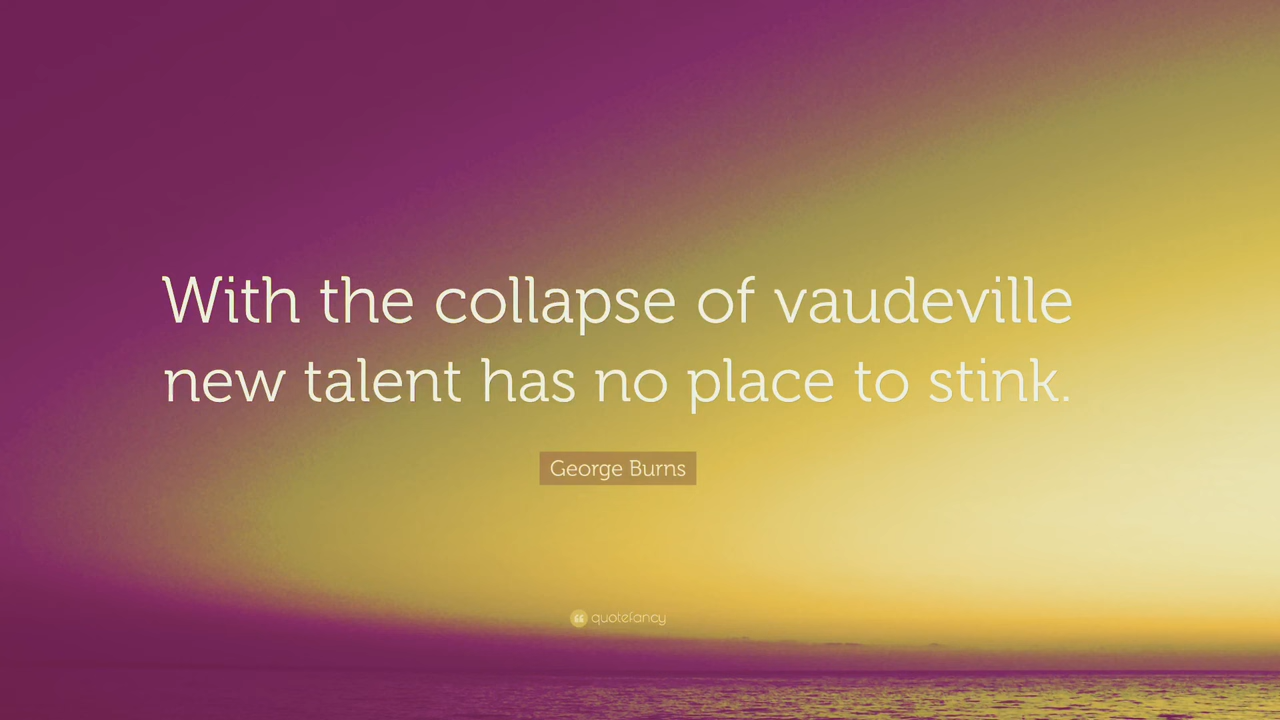 With the collapse of vaudeville
new talent has no place to stink.
George Burns
quotefancy